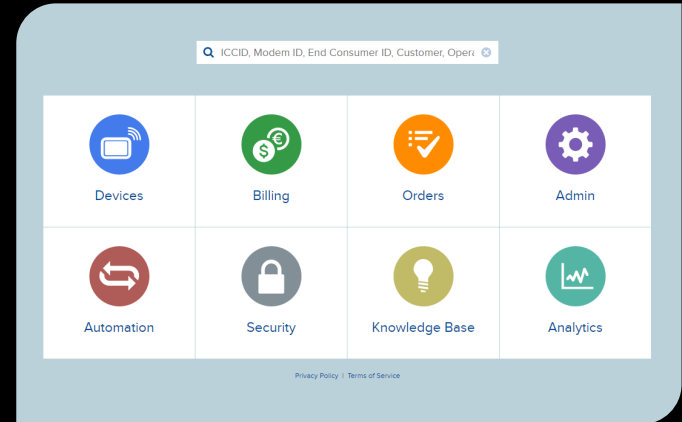 ICCID, Modem ID, End Consumer ID, Customer, Opera
Devices
Billing
Orders
Admin
Automation
Security
Knowledge Base
Analytics
Privacy Policy | Terms of Service